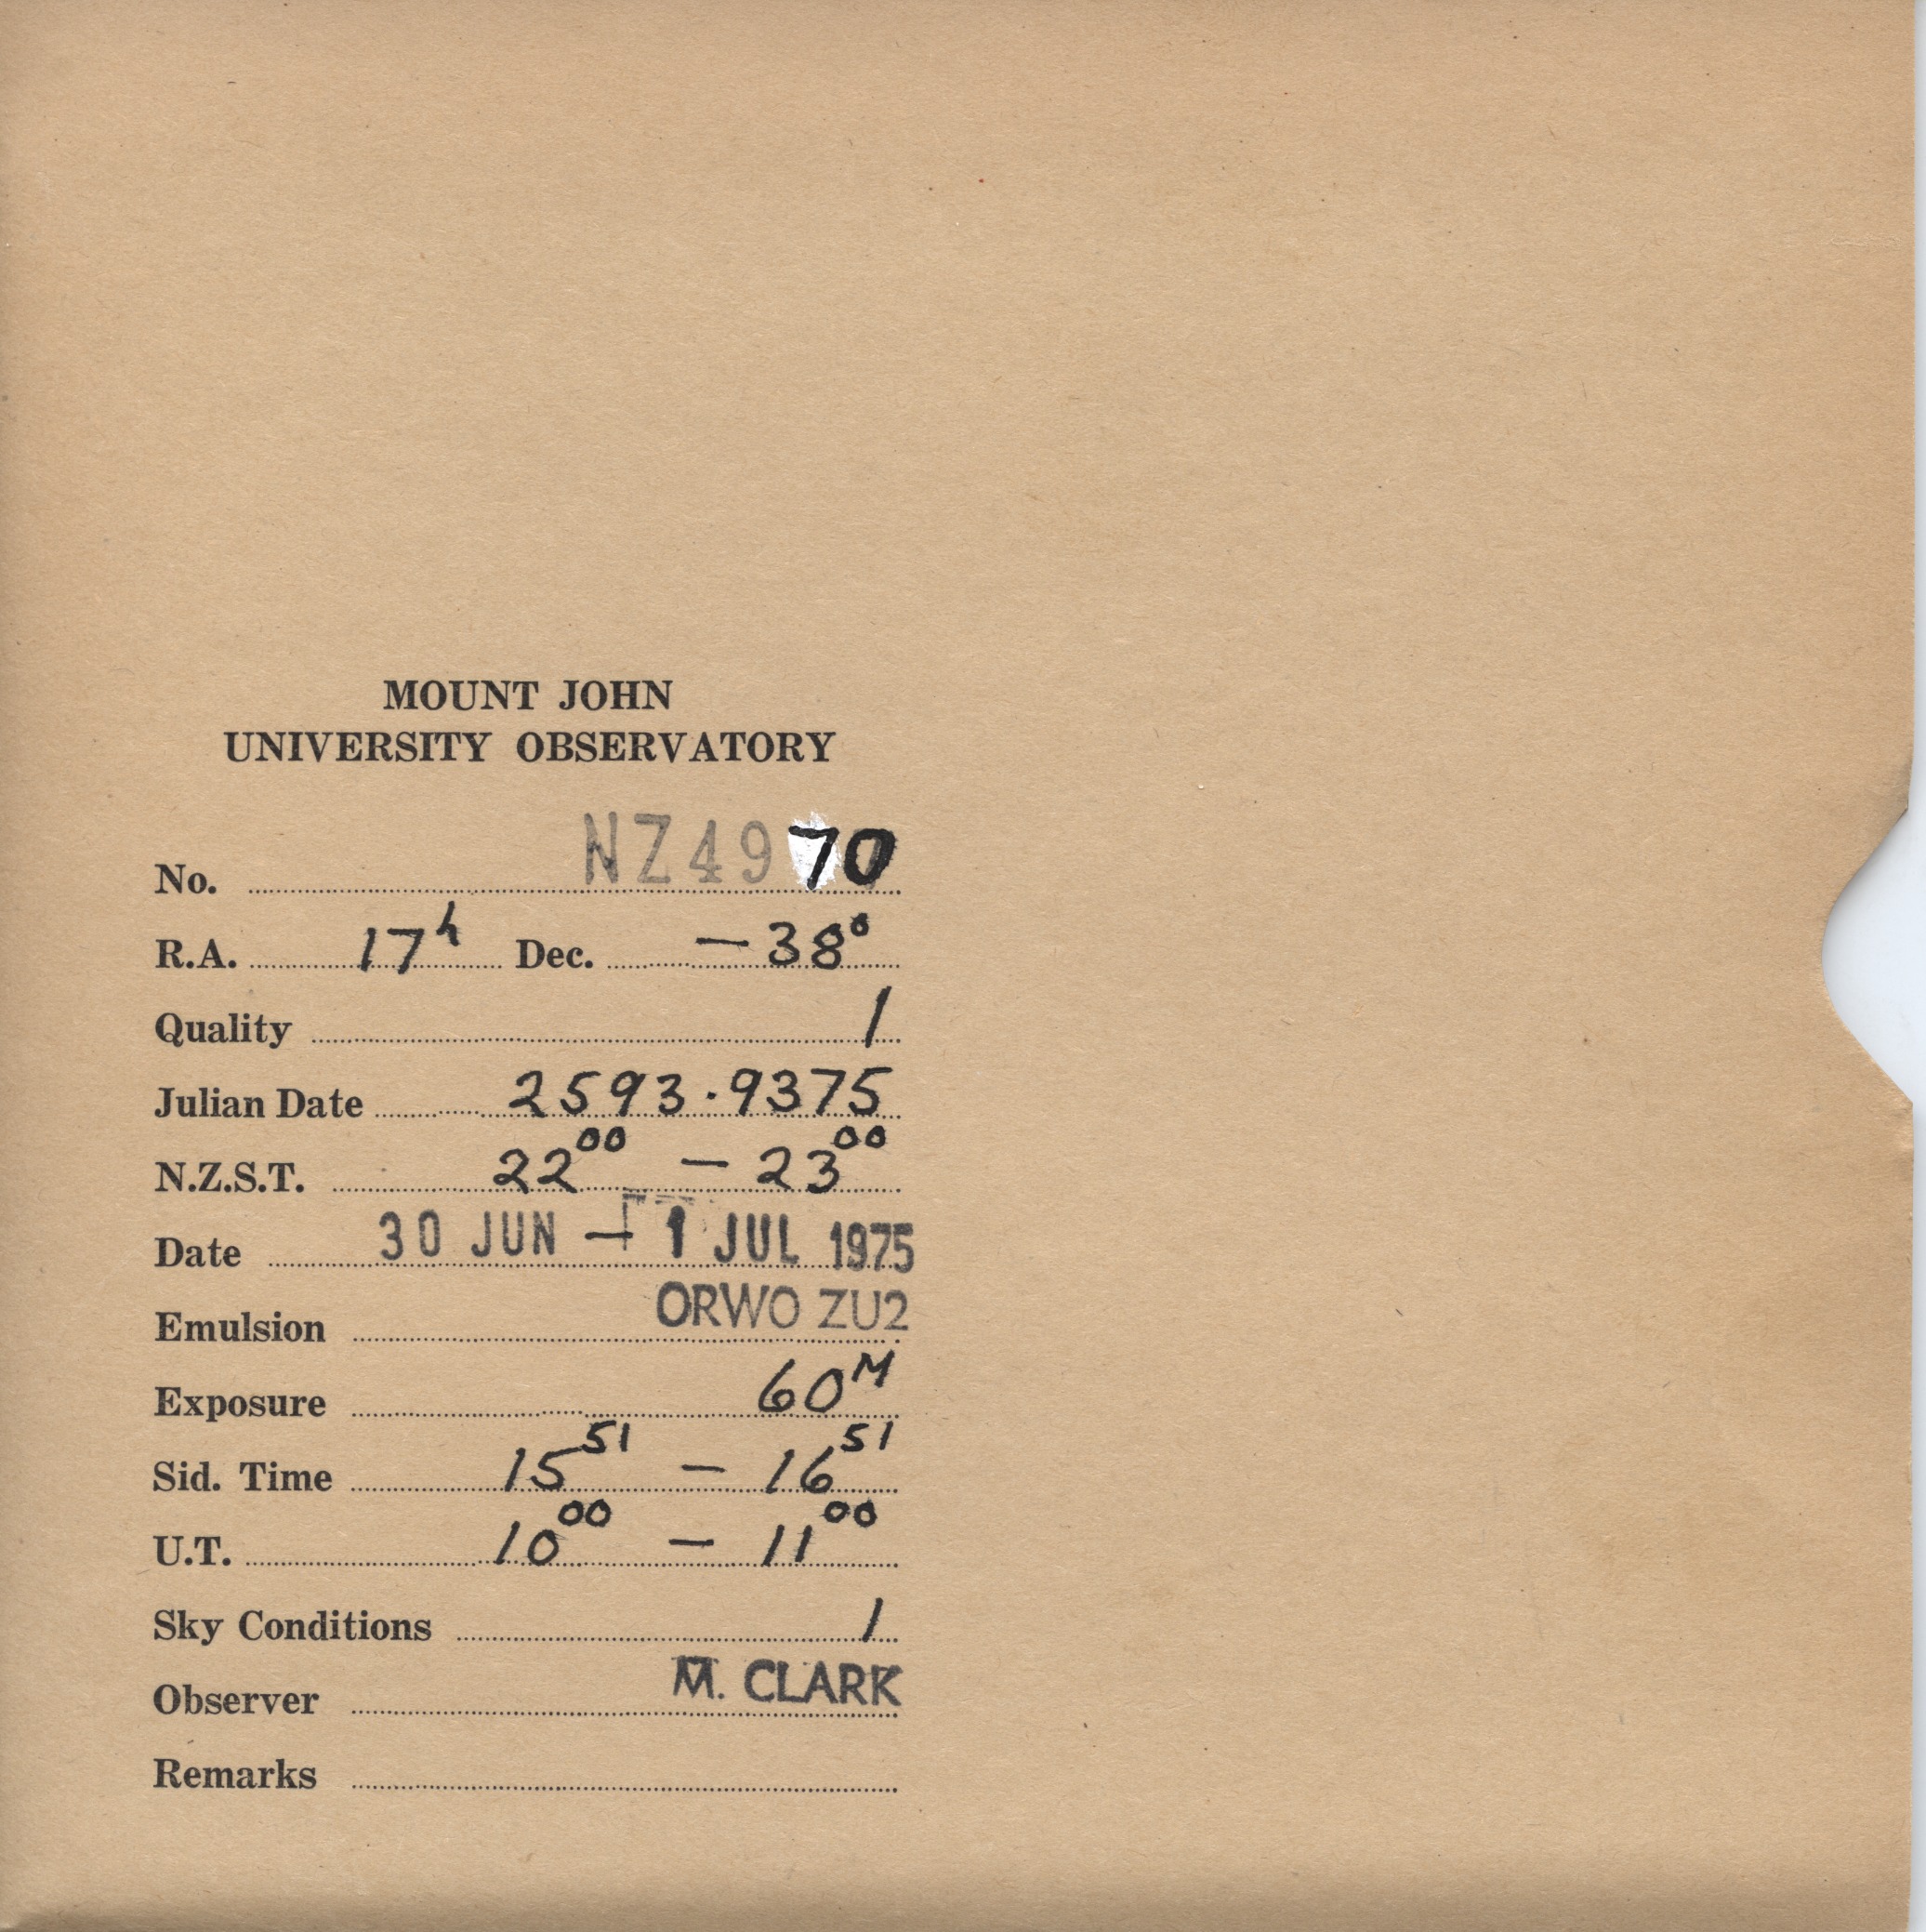 MOUNT JOHN
UNIVERSITY OBSERVATORY
No. NZ4970
R.A. 17ʰ Dec. −38°
Quality 1
Julian Date 2593.9375
N.Z.S.T. 22⁰⁰ − 23⁰⁰
Date 30 JUN − 1 JUL 1975
Emulsion ORWO ZU2
Exposure 60ᴹ
Sid. Time 15⁵¹ − 16⁵¹
U.T. 10⁰⁰ − 11⁰⁰
Sky Conditions 1
Observer M. CLARK
Remarks